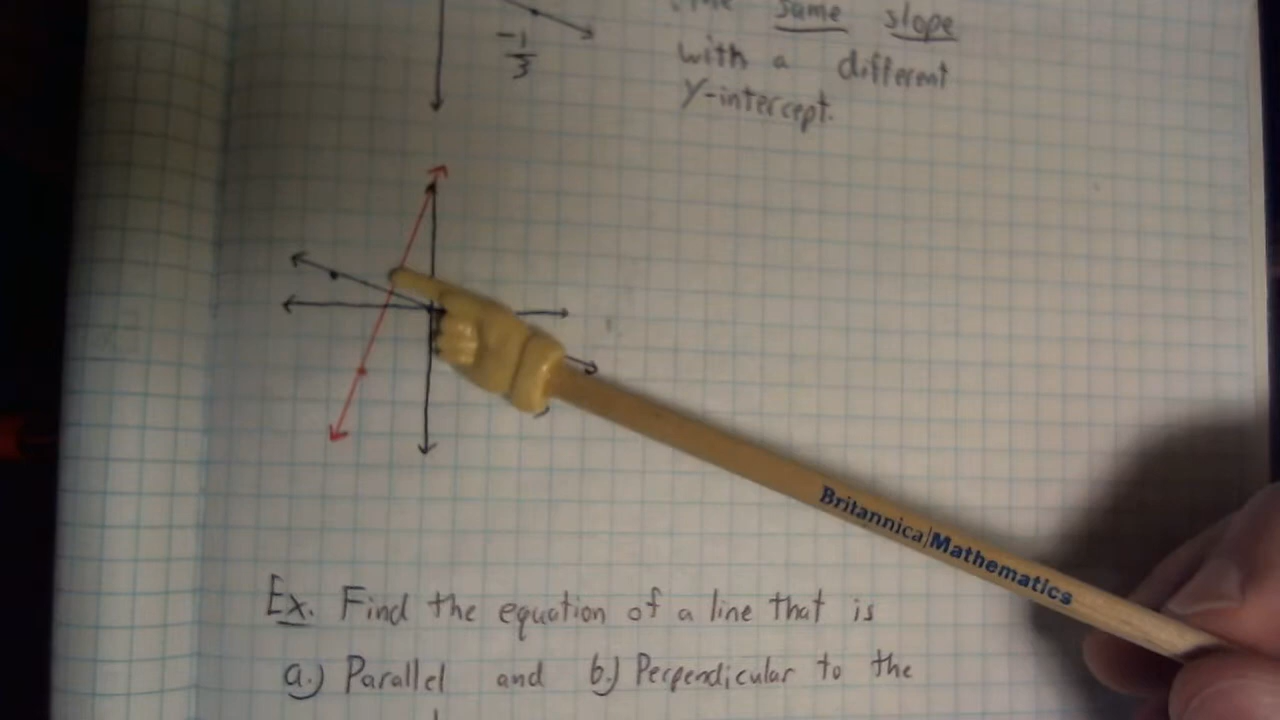 same slope
-1
3
with a different
Y-intercept.
Britannica|Mathematics
Ex. Find the equation of a line that is
a.) Parallel and b.) Perpendicular to the